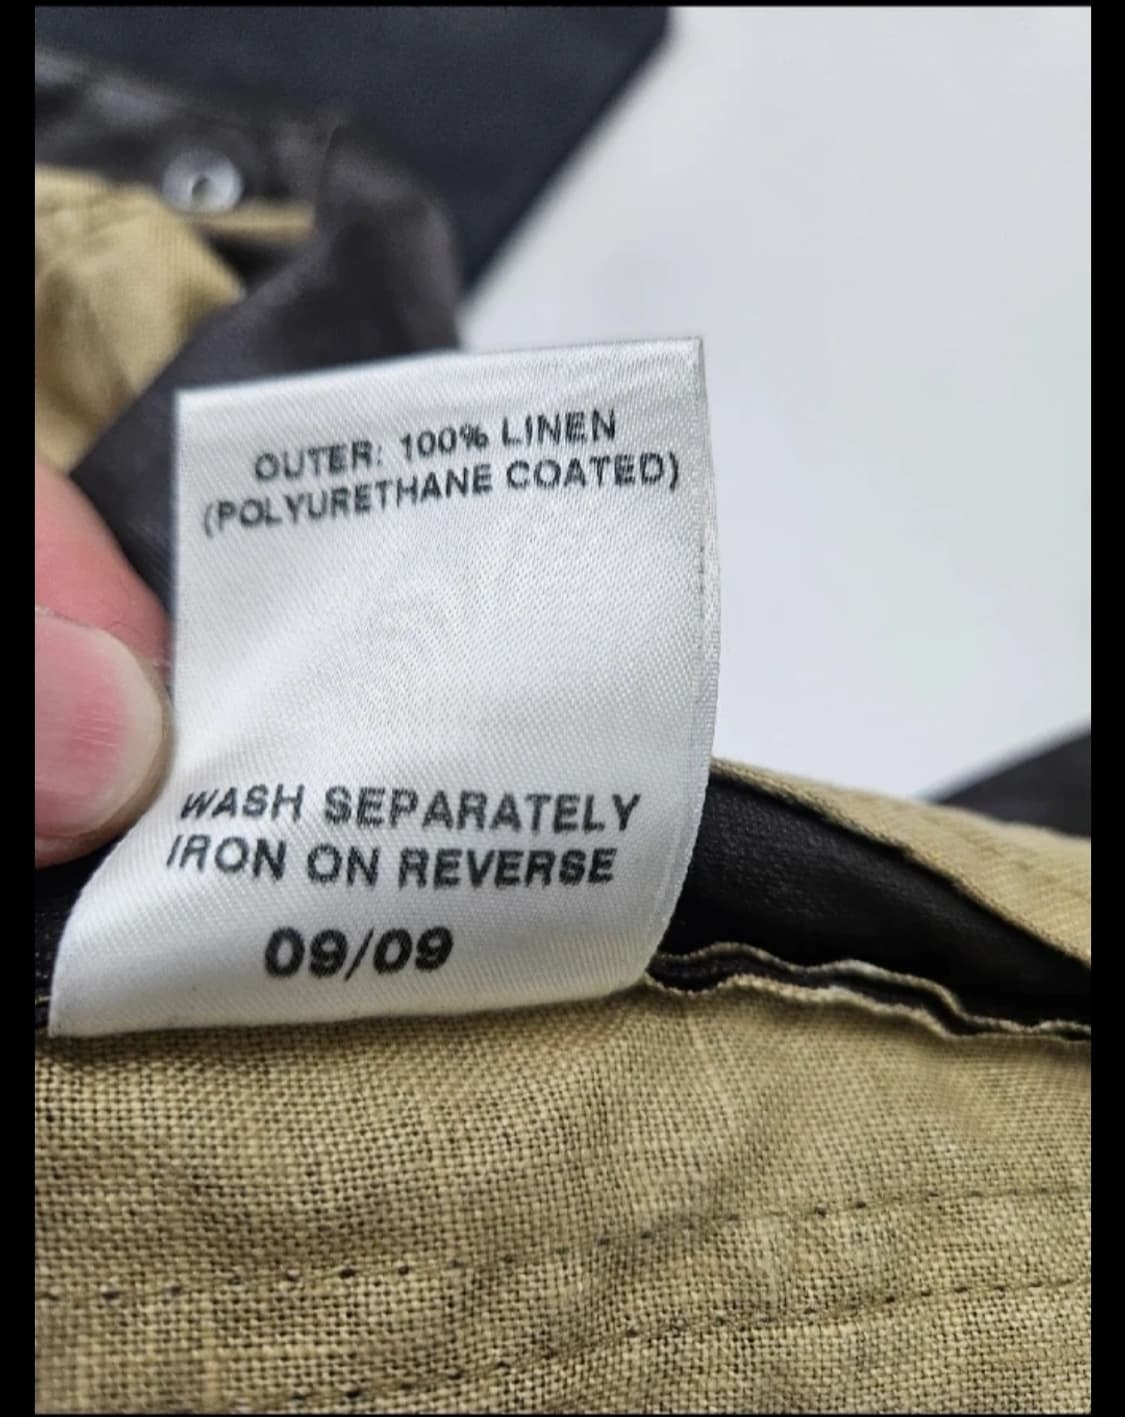 OUTER: 100% LINEN
(POLYURETHANE COATED)
WASH SEPARATELY
IRON ON REVERSE
09/09